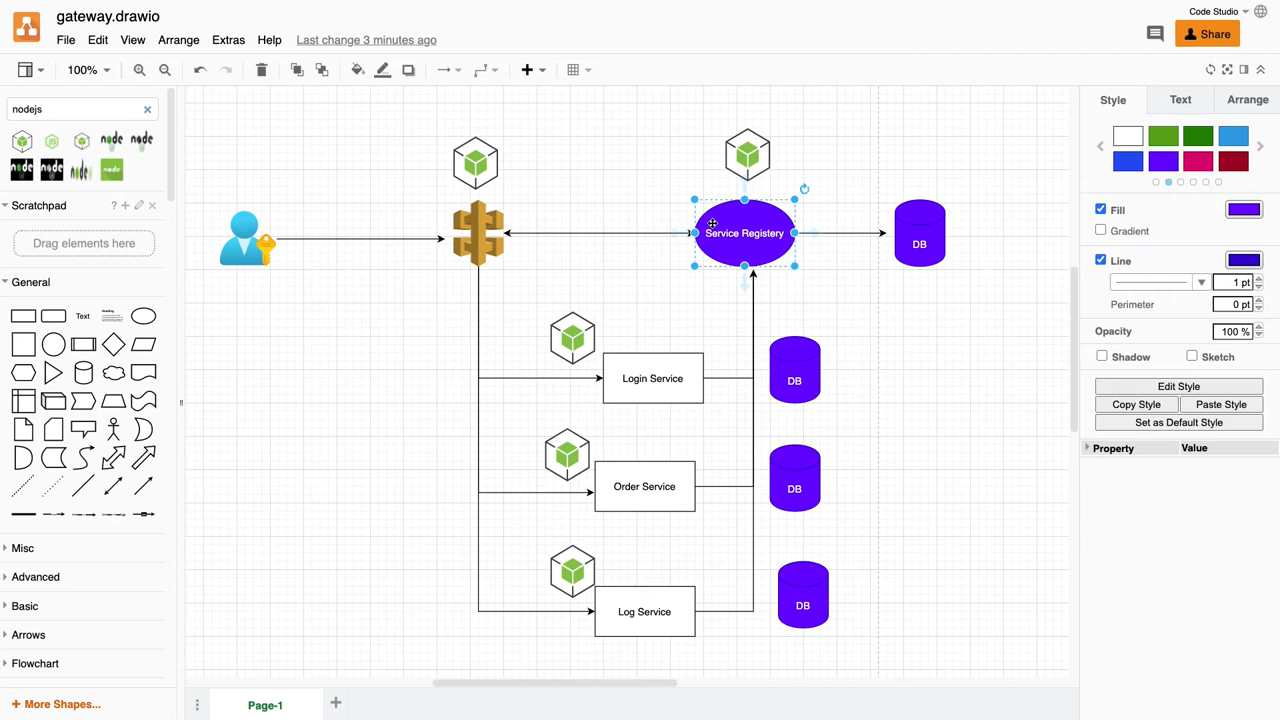 gateway.drawio
Code Studio
File Edit View Arrange Extras Help Last change 3 minutes ago
Share
100%
nodejs
Style Text Arrange
Scratchpad
?
Drag elements here
General
Text
Heading
Fill
Gradient
Line
1 pt
Perimeter 0 pt
Opacity 100 %
Shadow Sketch
Edit Style
Copy Style Paste Style
Set as Default Style
Property Value
Service Registry
DB
Login Service
DB
Order Service
DB
Log Service
DB
Misc
Advanced
Basic
Arrows
Flowchart
+ More Shapes...
Page-1